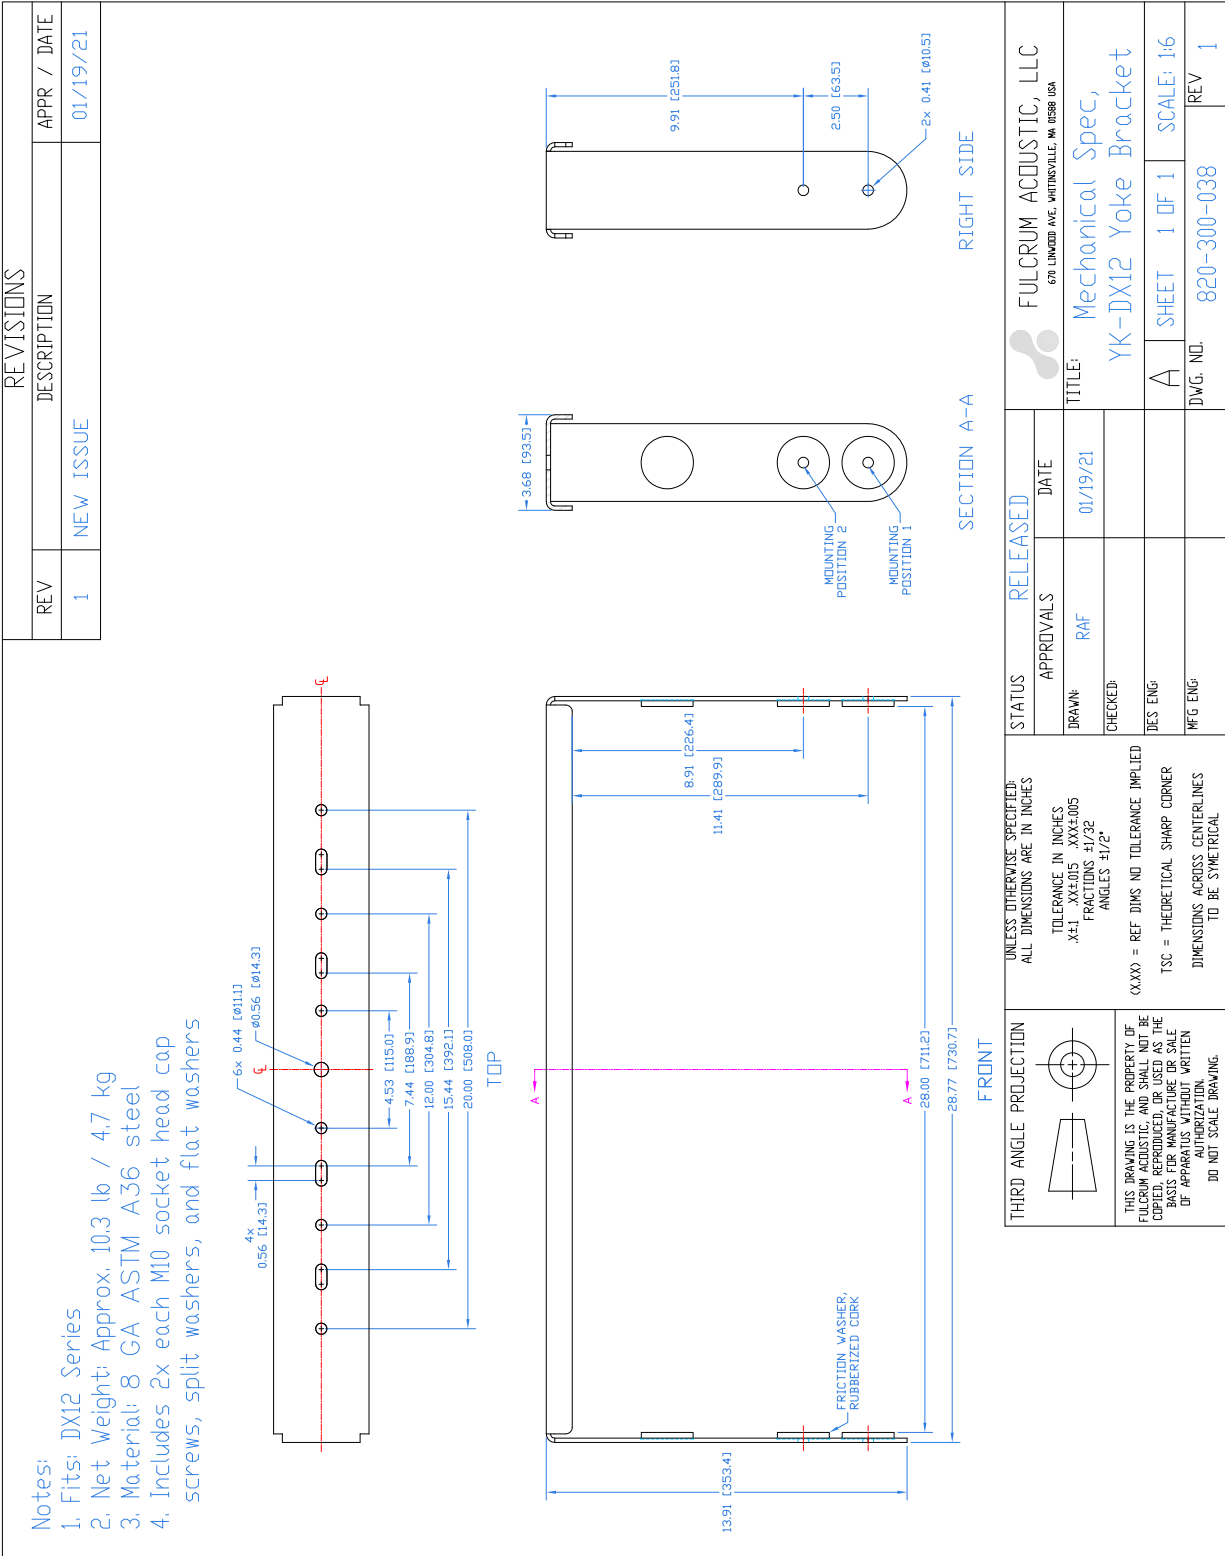 Notes:
1. Fits: DX12 Series
2. Net Weight: Approx. 10.3 lb / 4.7 kg
3. Material: 8 GA ASTM A36 steel
4. Includes 2x each M10 socket head cap
screws, split washers, and flat washers
REVISIONS
REV
DESCRIPTION
APPR / DATE
1
NEW ISSUE
01/19/21
6x 0.44 [ø11.1]
ø0.56 [ø14.3]
4x
0.56 [14.3]
4.53 [115.0]
7.44 [188.9]
12.00 [304.8]
15.44 [392.1]
20.00 [508.0]
TOP
A
A
8.91 [226.4]
11.41 [289.9]
FRICTION WASHER,
RUBBERIZED CORK
13.91 [353.4]
28.00 [711.2]
28.77 [730.7]
FRONT
3.68 [93.5]
MOUNTING
POSITION 2
MOUNTING
POSITION 1
SECTION A-A
9.91 [251.8]
2.50 [63.5]
2x 0.41 [ø10.5]
RIGHT SIDE
THIRD ANGLE PROJECTION
THIS DRAWING IS THE PROPERTY OF
FULCRUM ACOUSTIC, AND SHALL NOT BE
COPIED, REPRODUCED, OR USED AS THE
BASIS FOR MANUFACTURE OR SALE
OF APPARATUS WITHOUT WRITTEN
AUTHORIZATION.
DO NOT SCALE DRAWING.
UNLESS OTHERWISE SPECIFIED:
ALL DIMENSIONS ARE IN INCHES
TOLERANCE IN INCHES
.X±.1 .XX±.015 .XXX±.005
FRACTIONS ±1/32
ANGLES ±1/2°
(X.XX) = REF DIMS NO TOLERANCE IMPLIED
TSC = THEORETICAL SHARP CORNER
DIMENSIONS ACROSS CENTERLINES
TO BE SYMETRICAL
STATUS
RELEASED
APPROVALS
DATE
DRAWN:
RAF
01/19/21
CHECKED:
DES ENG:
MFG ENG:
FULCRUM ACOUSTIC, LLC
670 LINWOOD AVE, WHITINSVILLE, MA 01588 USA
TITLE:
Mechanical Spec,
YK-DX12 Yoke Bracket
A
SHEET 1 OF 1
SCALE: 1:6
DWG. NO.
820-300-038
REV
1